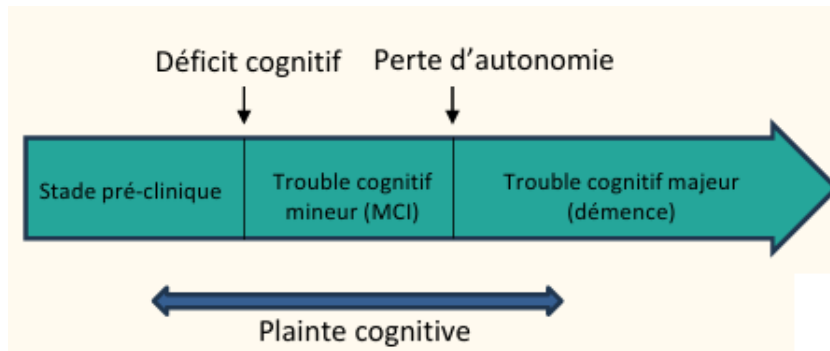 Déficit cognitif
Perte d’autonomie
Stade pré-clinique
Trouble cognitif
mineur (MCI)
Trouble cognitif majeur
(démence)
Plainte cognitive